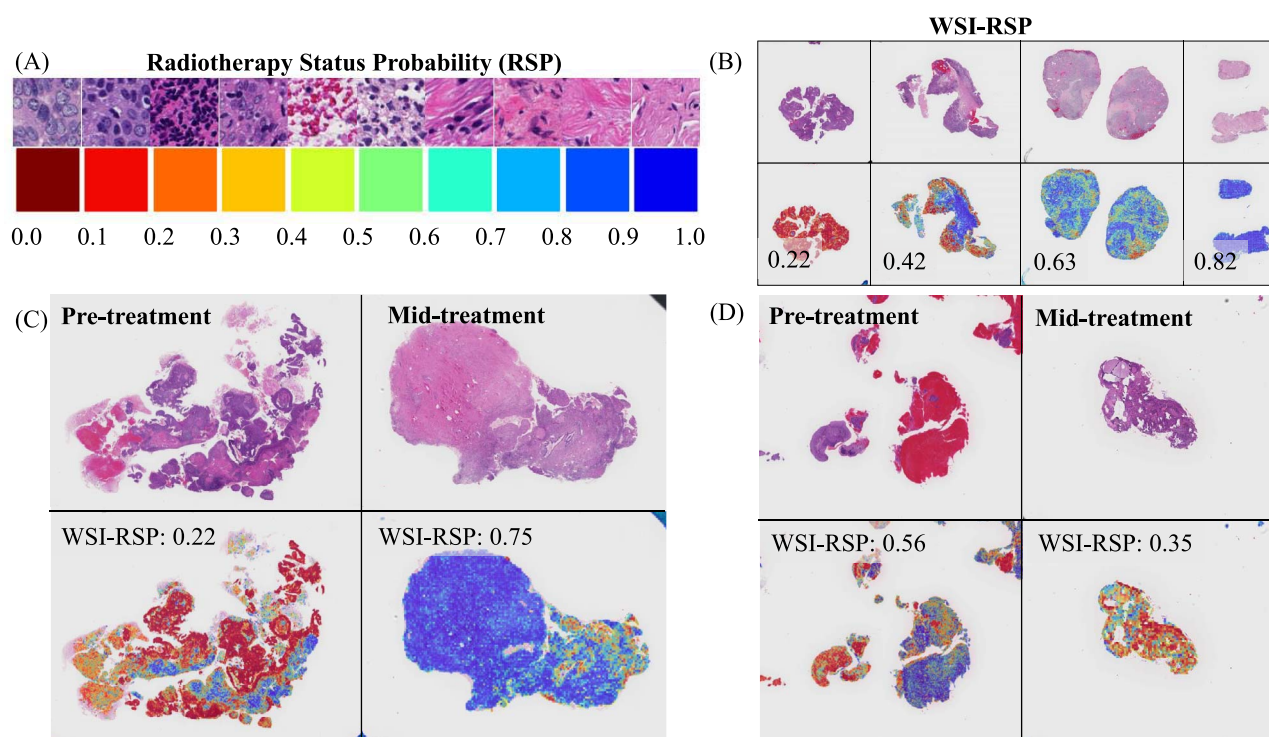 (A)
Radiotherapy Status Probability (RSP)
0.0 0.1 0.2 0.3 0.4 0.5 0.6 0.7 0.8 0.9 1.0
WSI-RSP
(B)
0.22 0.42 0.63 0.82
(C)
Pre-treatment Mid-treatment
WSI-RSP: 0.22 WSI-RSP: 0.75
(D)
Pre-treatment Mid-treatment
WSI-RSP: 0.56 WSI-RSP: 0.35